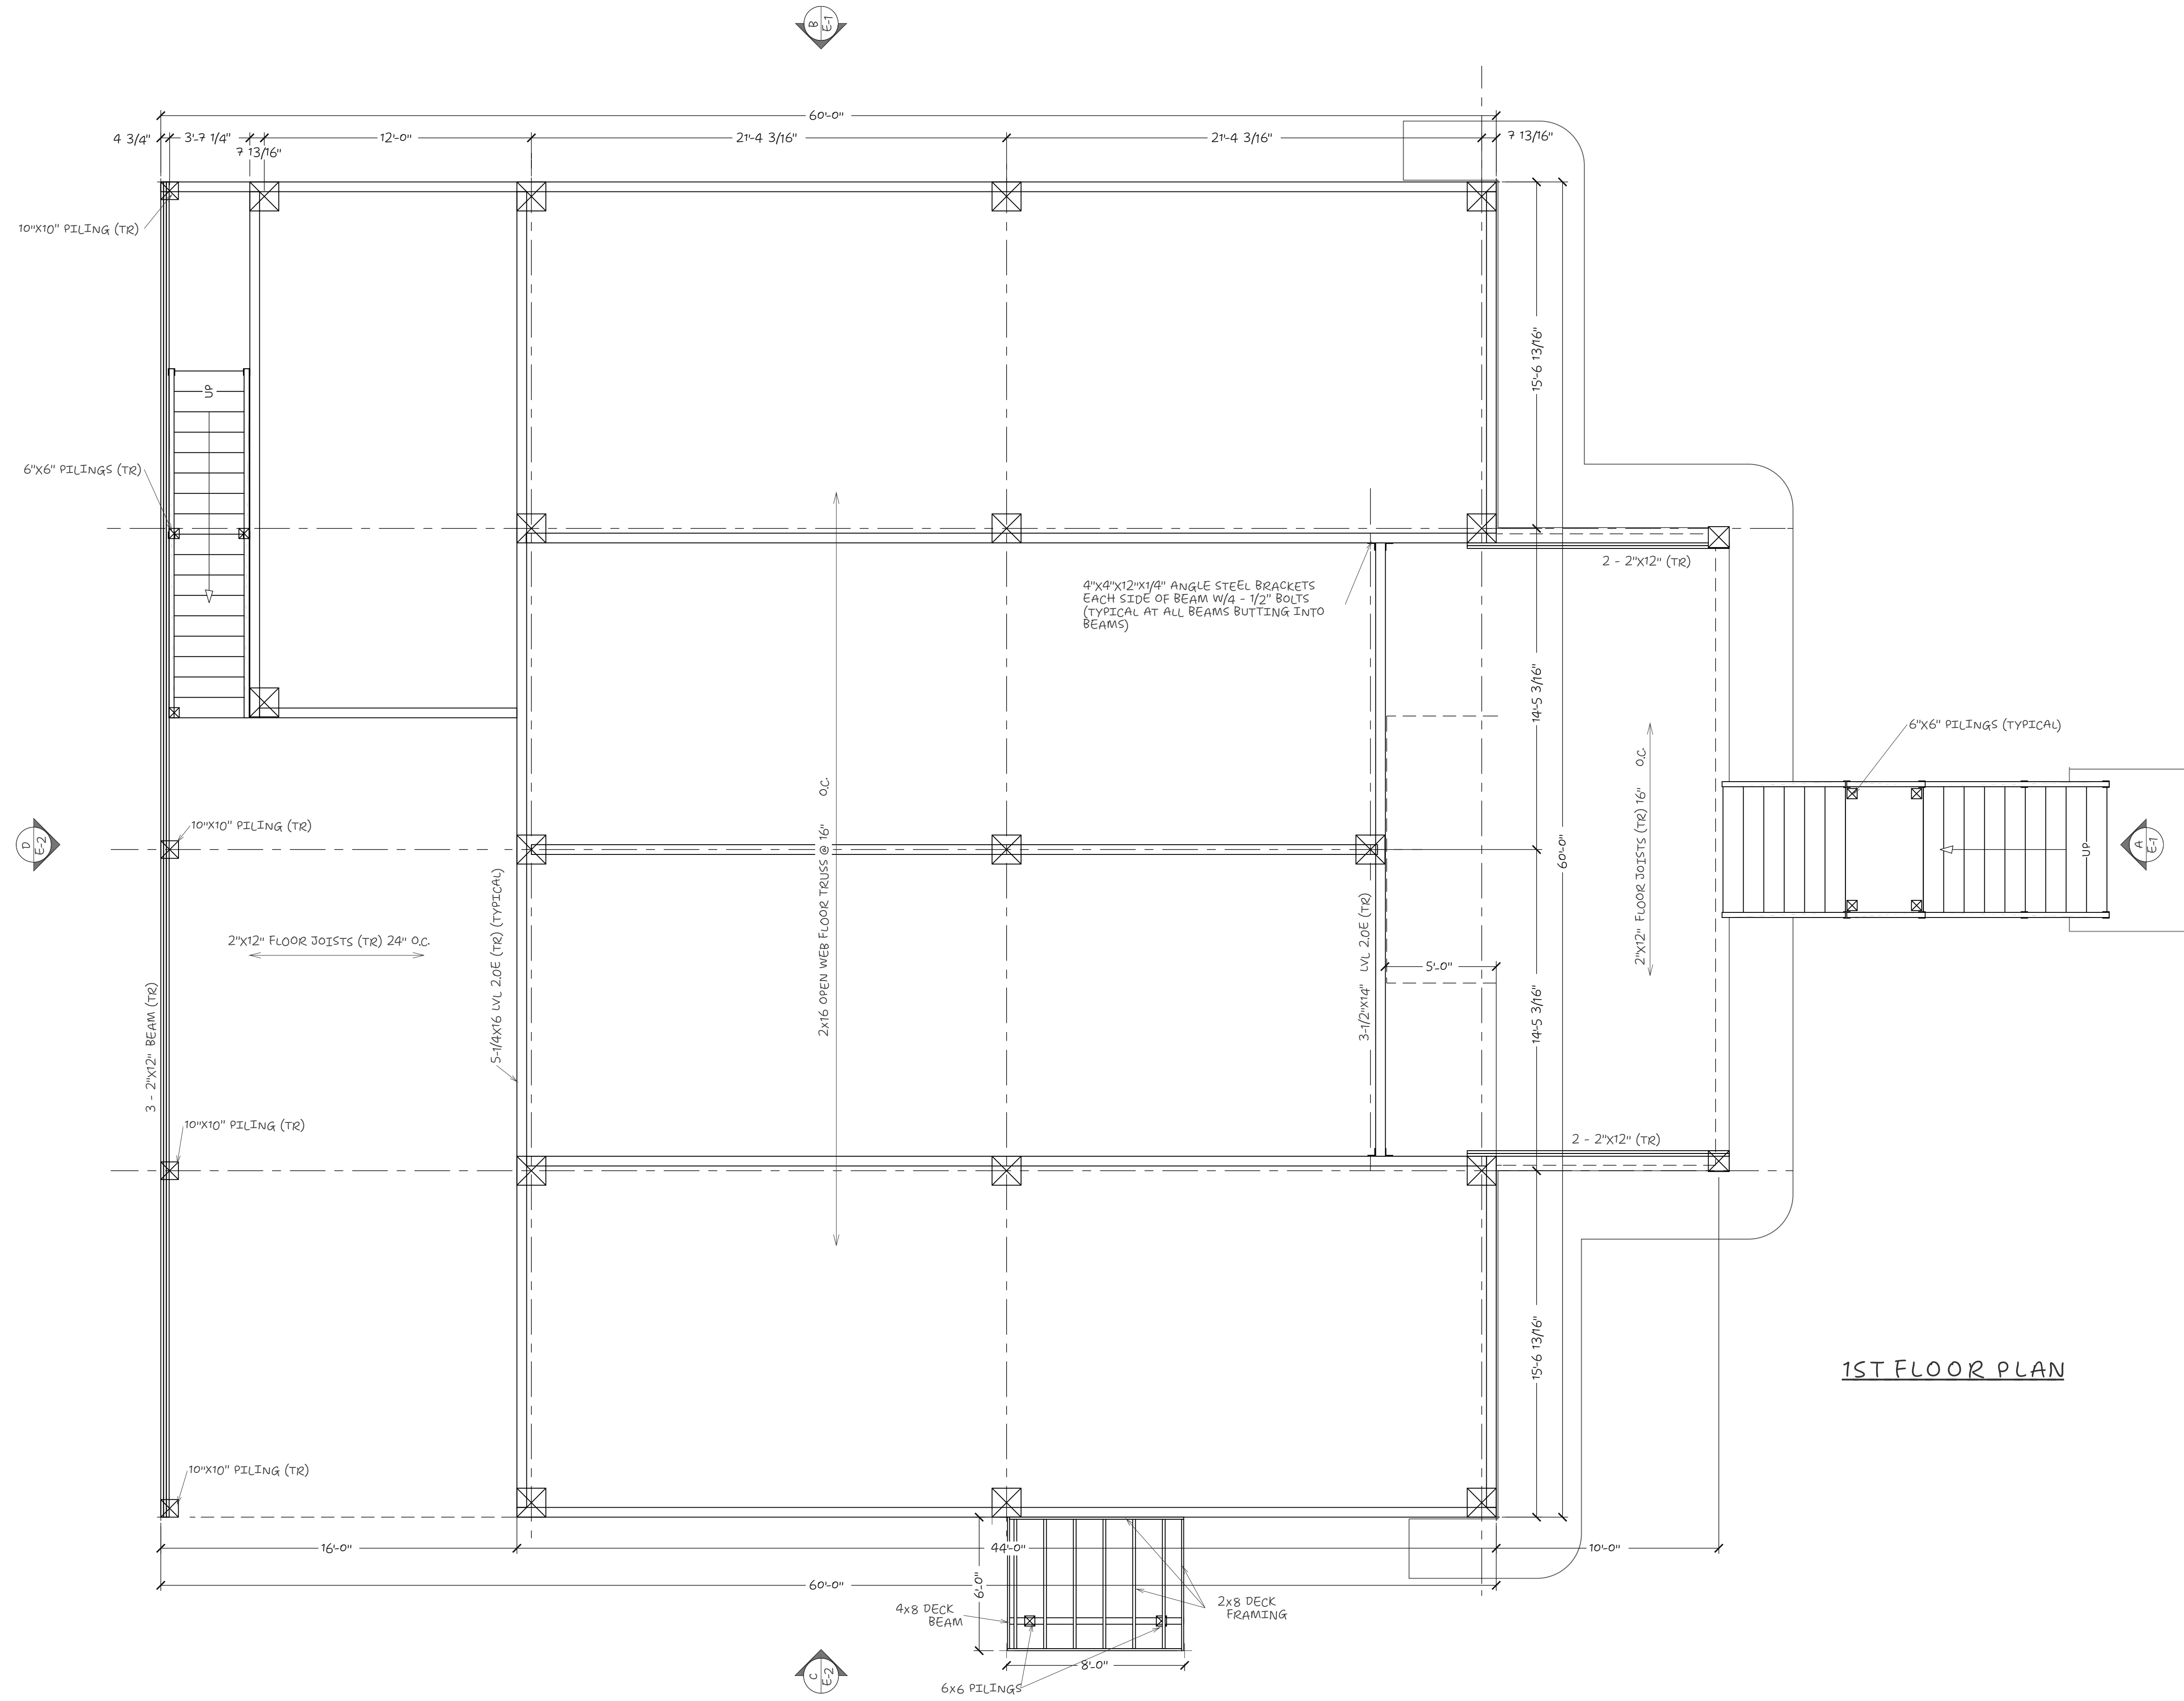 B
E-1
60'-0"
4 3/4"
3'-7 1/4"
7 13/16"
12'-0"
21'-4 3/16"
21'-4 3/16"
7 13/16"
10"X10" PILING (TR)
UP
15'-6 13/16"
6"X6" PILINGS (TR)
4"X4"X12"X1/4" ANGLE STEEL BRACKETS
EACH SIDE OF BEAM W/4 - 1/2" BOLTS
(TYPICAL AT ALL BEAMS BUTTING INTO
BEAMS)
2 - 2"X12" (TR)
14'-5 3/16"
6"X6" PILINGS (TYPICAL)
10"X10" PILING (TR)
D
E-2
2x16 OPEN WEB FLOOR TRUSS @ 16" O.C.
60'-0"
2"X12" FLOOR JOISTS (TR) 16" O.C.
UP
A
E-1
2"X12" FLOOR JOISTS (TR) 24" O.C.
5-1/4X16 LVL 2.0E (TR) (TYPICAL)
3-1/2"X14" LVL 2.0E (TR)
5'-0"
3 - 2"X12" BEAM (TR)
14'-5 3/16"
10"X10" PILING (TR)
2 - 2"X12" (TR)
15'-6 13/16"
1ST FLOOR PLAN
10"X10" PILING (TR)
16'-0"
44'-0"
10'-0"
60'-0"
6'-0"
4x8 DECK
BEAM
2x8 DECK
FRAMING
8'-0"
6x6 PILINGS
C
E-2